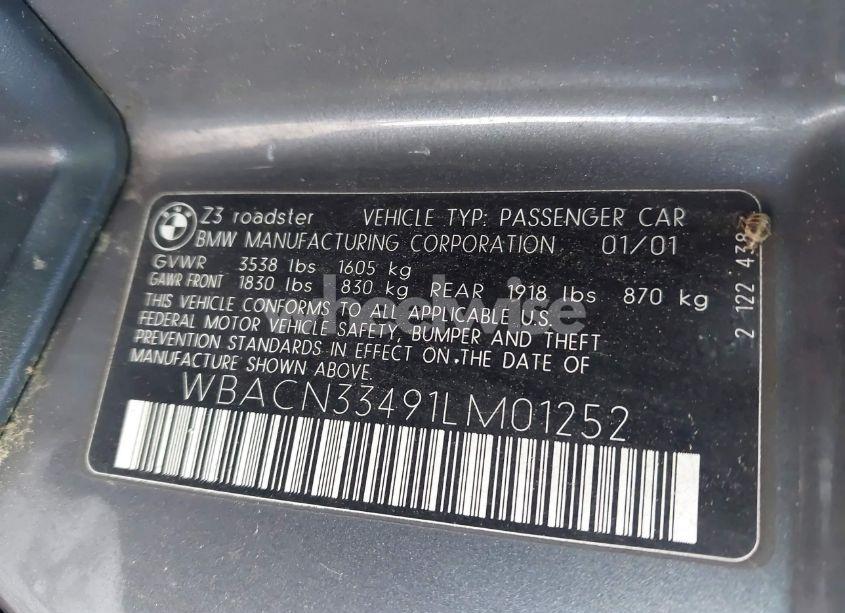 Z3 roadster VEHICLE TYP: PASSENGER CAR
BMW MANUFACTURING CORPORATION 01/01
GVWR 3538 lbs 1605 kg
GAWR FRONT 1830 lbs 830 kg REAR 1918 lbs 870 kg
THIS VEHICLE CONFORMS TO ALL APPLICABLE U.S.
FEDERAL MOTOR VEHICLE SAFETY, BUMPER AND THEFT
PREVENTION STANDARDS IN EFFECT ON THE DATE OF
MANUFACTURE SHOWN ABOVE.
WBACN33491LM01252
2 122